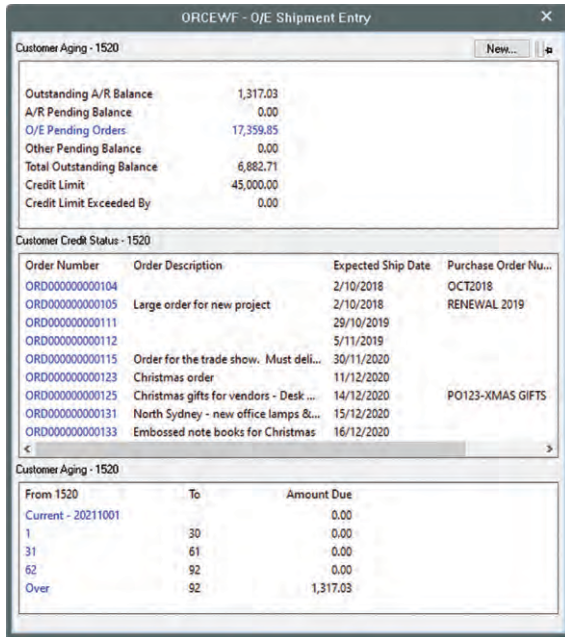 ORCEWF - O/E Shipment Entry
Customer Aging - 1520 New...
Outstanding A/R Balance 1,317.03
A/R Pending Balance 0.00
O/E Pending Orders 17,359.85
Other Pending Balance 0.00
Total Outstanding Balance 6,882.71
Credit Limit 45,000.00
Credit Limit Exceeded By 0.00
Customer Credit Status - 1520
Order Number Order Description Expected Ship Date Purchase Order Nu...
ORD000000000104 2/10/2018 OCT2018
ORD000000000105 Large order for new project 2/10/2018 RENEWAL 2019
ORD000000000111 29/10/2019
ORD000000000112 5/11/2019
ORD000000000115 Order for the trade show. Must deli... 30/11/2020
ORD000000000123 Christmas order 11/12/2020
ORD000000000125 Christmas gifts for vendors - Desk ... 14/12/2020 PO123-XMAS GIFTS
ORD000000000131 North Sydney - new office lamps &... 15/12/2020
ORD000000000133 Embossed note books for Christmas 16/12/2020
Customer Aging - 1520
From 1520 To Amount Due
Current - 20211001 0.00
1 30 0.00
31 61 0.00
62 92 0.00
Over 92 1,317.03